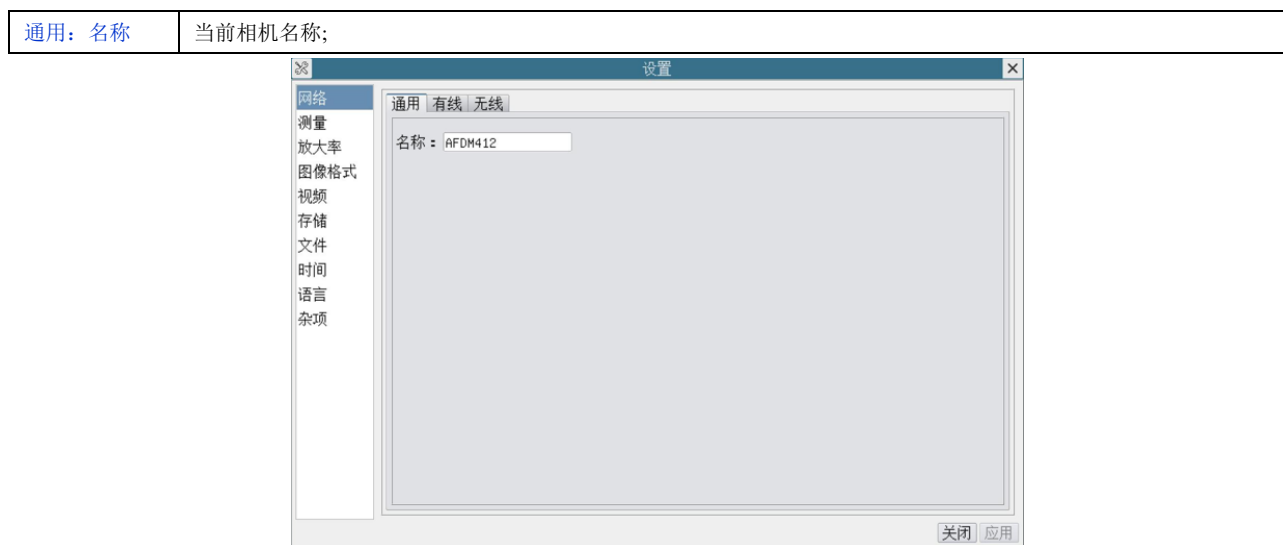 通用：名称 当前相机名称;
设置
网络
测量
放大率
图像格式
视频
存储
文件
时间
语言
杂项
通用 有线 无线
名称：AFDM412
关闭 应用